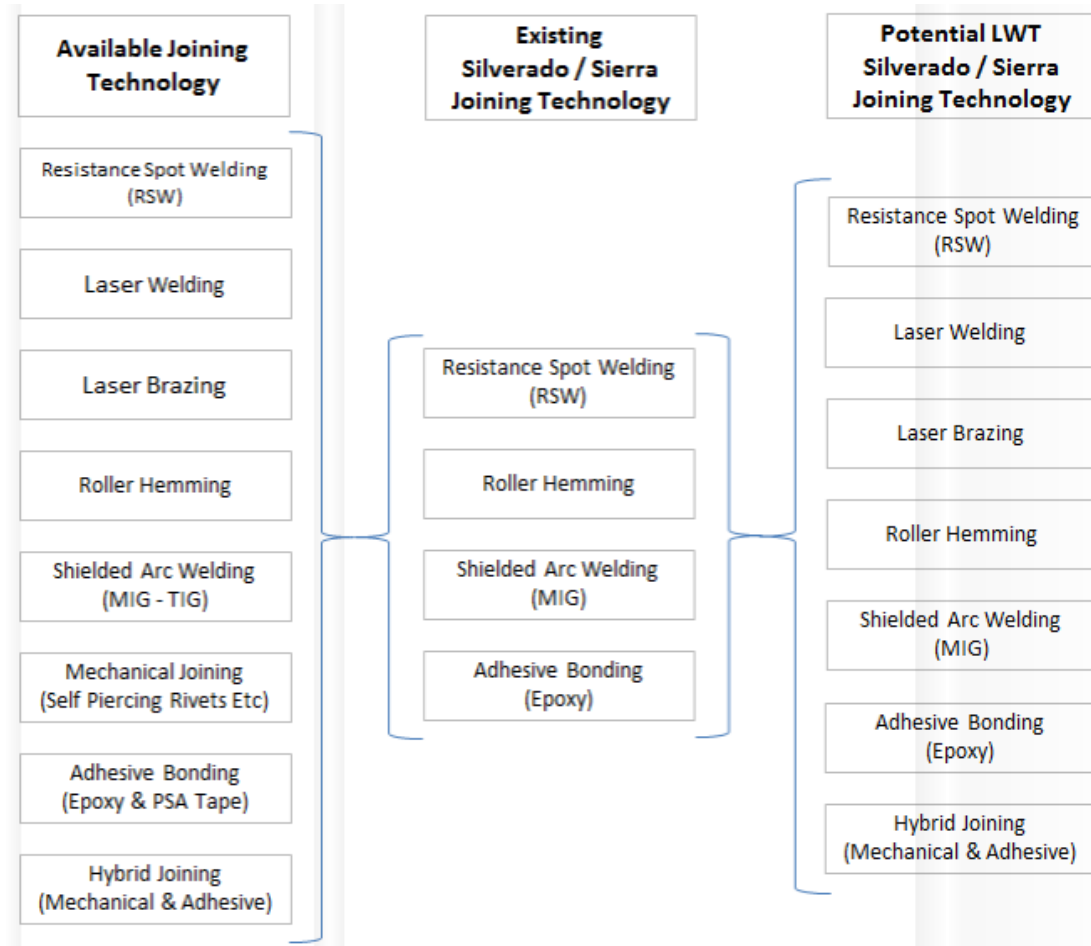 Available Joining
Technology
Resistance Spot Welding
(RSW)
Laser Welding
Laser Brazing
Roller Hemming
Shielded Arc Welding
(MIG - TIG)
Mechanical Joining
(Self Piercing Rivets Etc)
Adhesive Bonding
(Epoxy & PSA Tape)
Hybrid Joining
(Mechanical & Adhesive)
Existing
Silverado / Sierra
Joining Technology
Resistance Spot Welding
(RSW)
Roller Hemming
Shielded Arc Welding
(MIG)
Adhesive Bonding
(Epoxy)
Potential LWT
Silverado / Sierra
Joining Technology
Resistance Spot Welding
(RSW)
Laser Welding
Laser Brazing
Roller Hemming
Shielded Arc Welding
(MIG)
Adhesive Bonding
(Epoxy)
Hybrid Joining
(Mechanical & Adhesive)